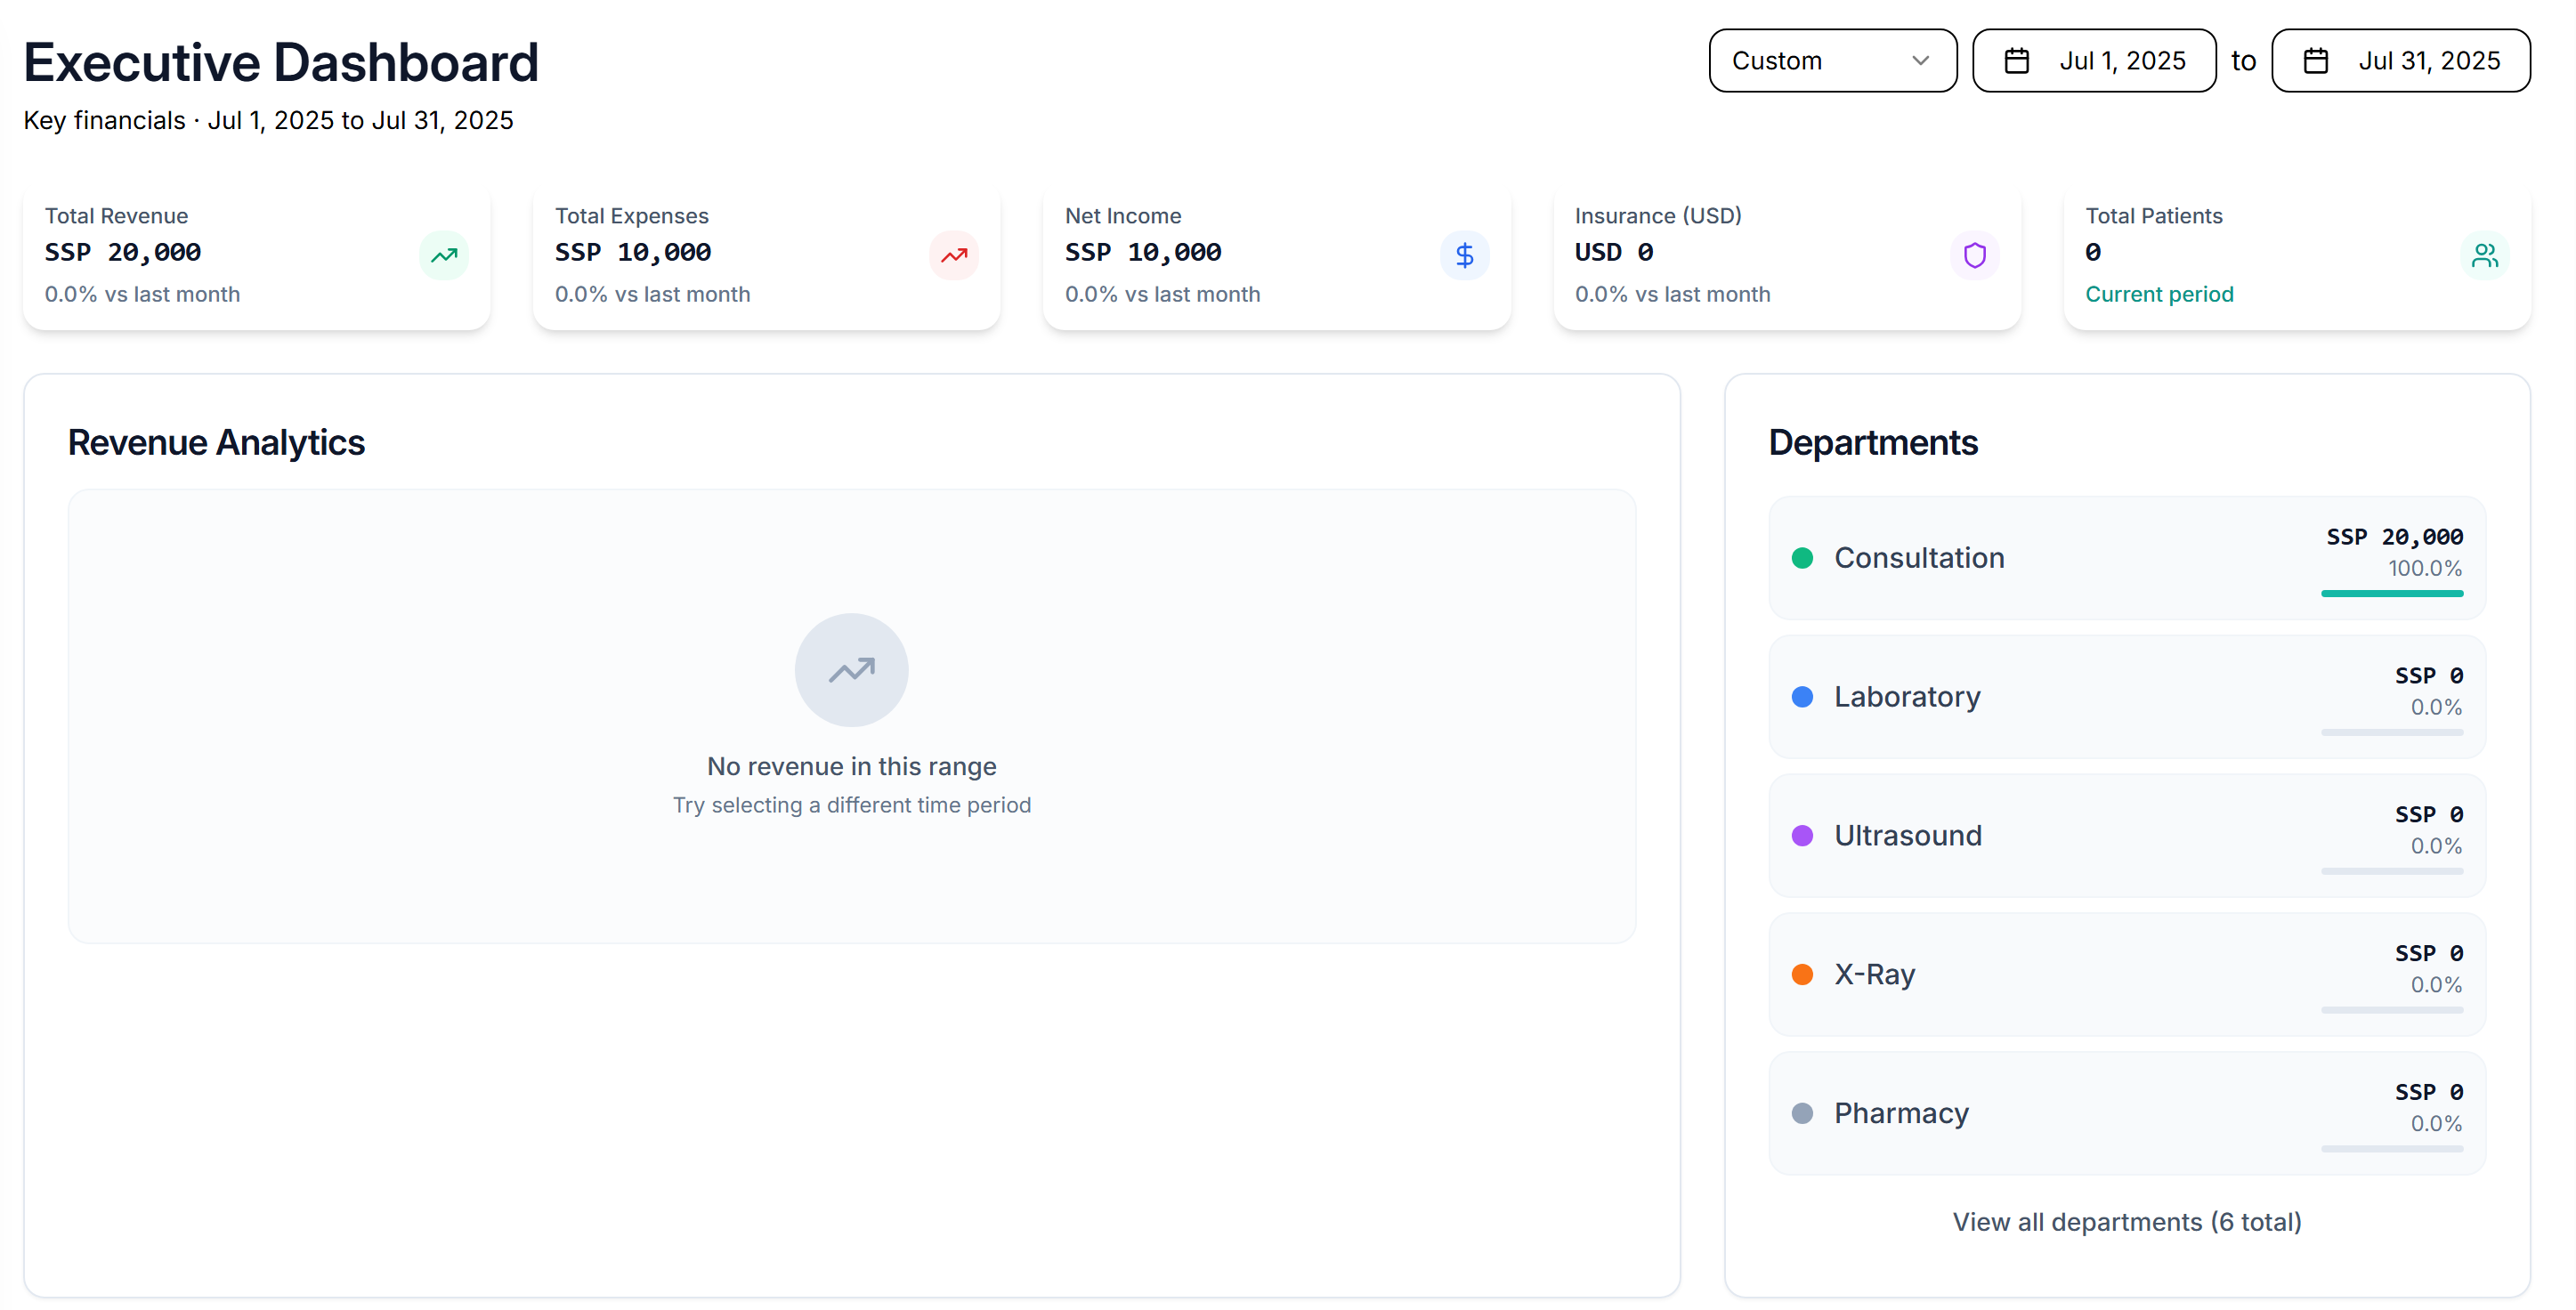 Executive Dashboard
Key financials · Jul 1, 2025 to Jul 31, 2025
Custom
Jul 1, 2025
to
Jul 31, 2025
Total Revenue
SSP 20,000
0.0% vs last month
Total Expenses
SSP 10,000
0.0% vs last month
Net Income
SSP 10,000
0.0% vs last month
Insurance (USD)
USD 0
0.0% vs last month
Total Patients
0
Current period
Revenue Analytics
No revenue in this range
Try selecting a different time period
Departments
Consultation
SSP 20,000
100.0%
Laboratory
SSP 0
0.0%
Ultrasound
SSP 0
0.0%
X-Ray
SSP 0
0.0%
Pharmacy
SSP 0
0.0%
View all departments (6 total)